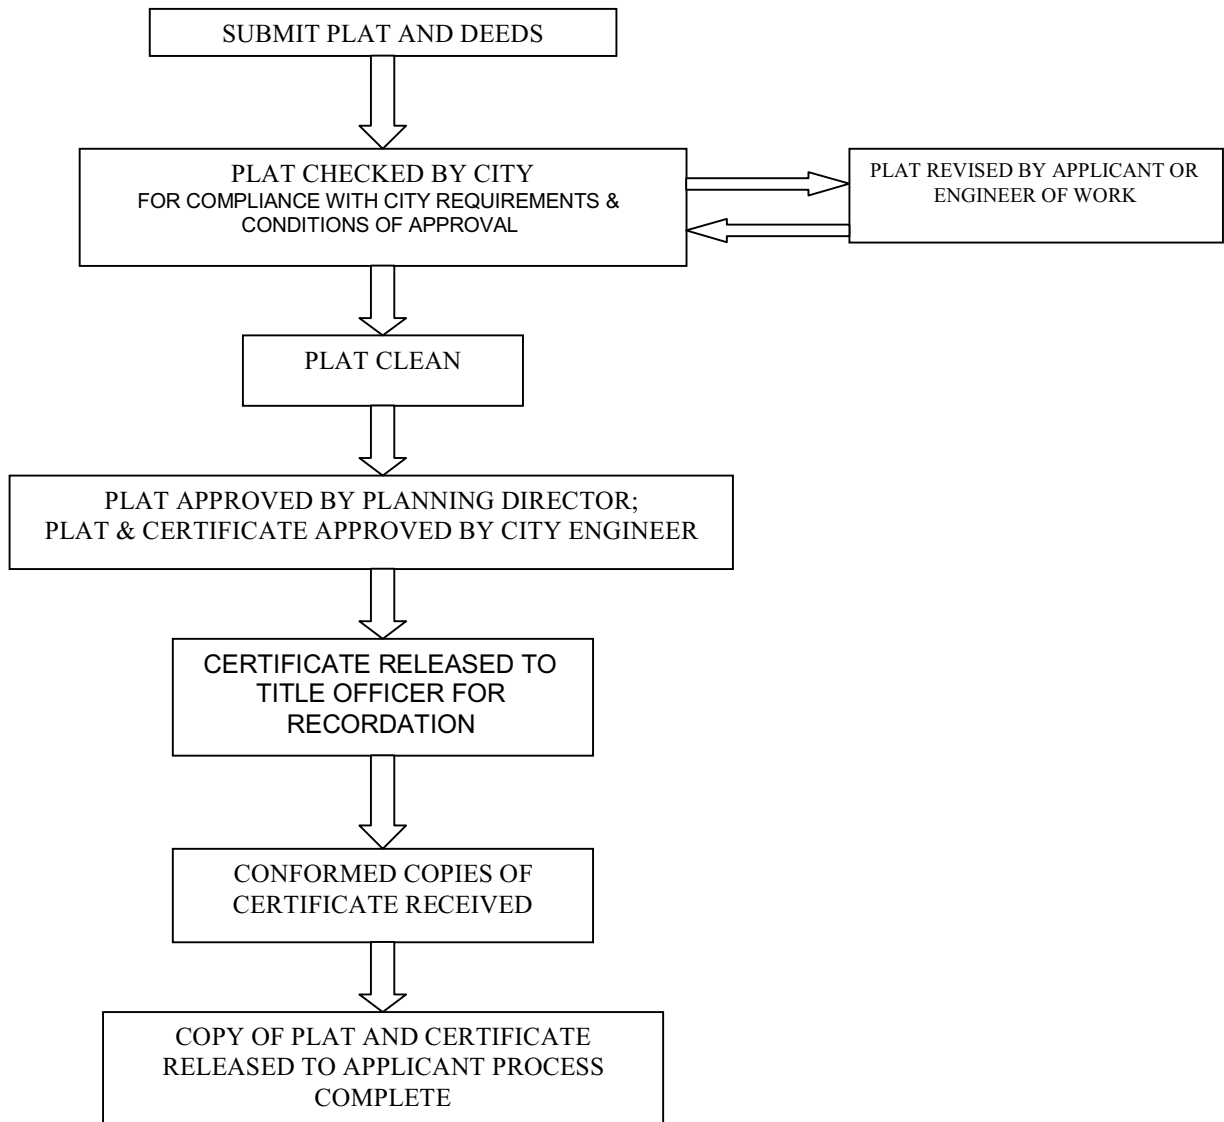 SUBMIT PLAT AND DEEDS
PLAT CHECKED BY CITY
FOR COMPLIANCE WITH CITY REQUIREMENTS &
CONDITIONS OF APPROVAL
PLAT REVISED BY APPLICANT OR
ENGINEER OF WORK
PLAT CLEAN
PLAT APPROVED BY PLANNING DIRECTOR;
PLAT & CERTIFICATE APPROVED BY CITY ENGINEER
CERTIFICATE RELEASED TO
TITLE OFFICER FOR
RECORDATION
CONFORMED COPIES OF
CERTIFICATE RECEIVED
COPY OF PLAT AND CERTIFICATE
RELEASED TO APPLICANT PROCESS
COMPLETE